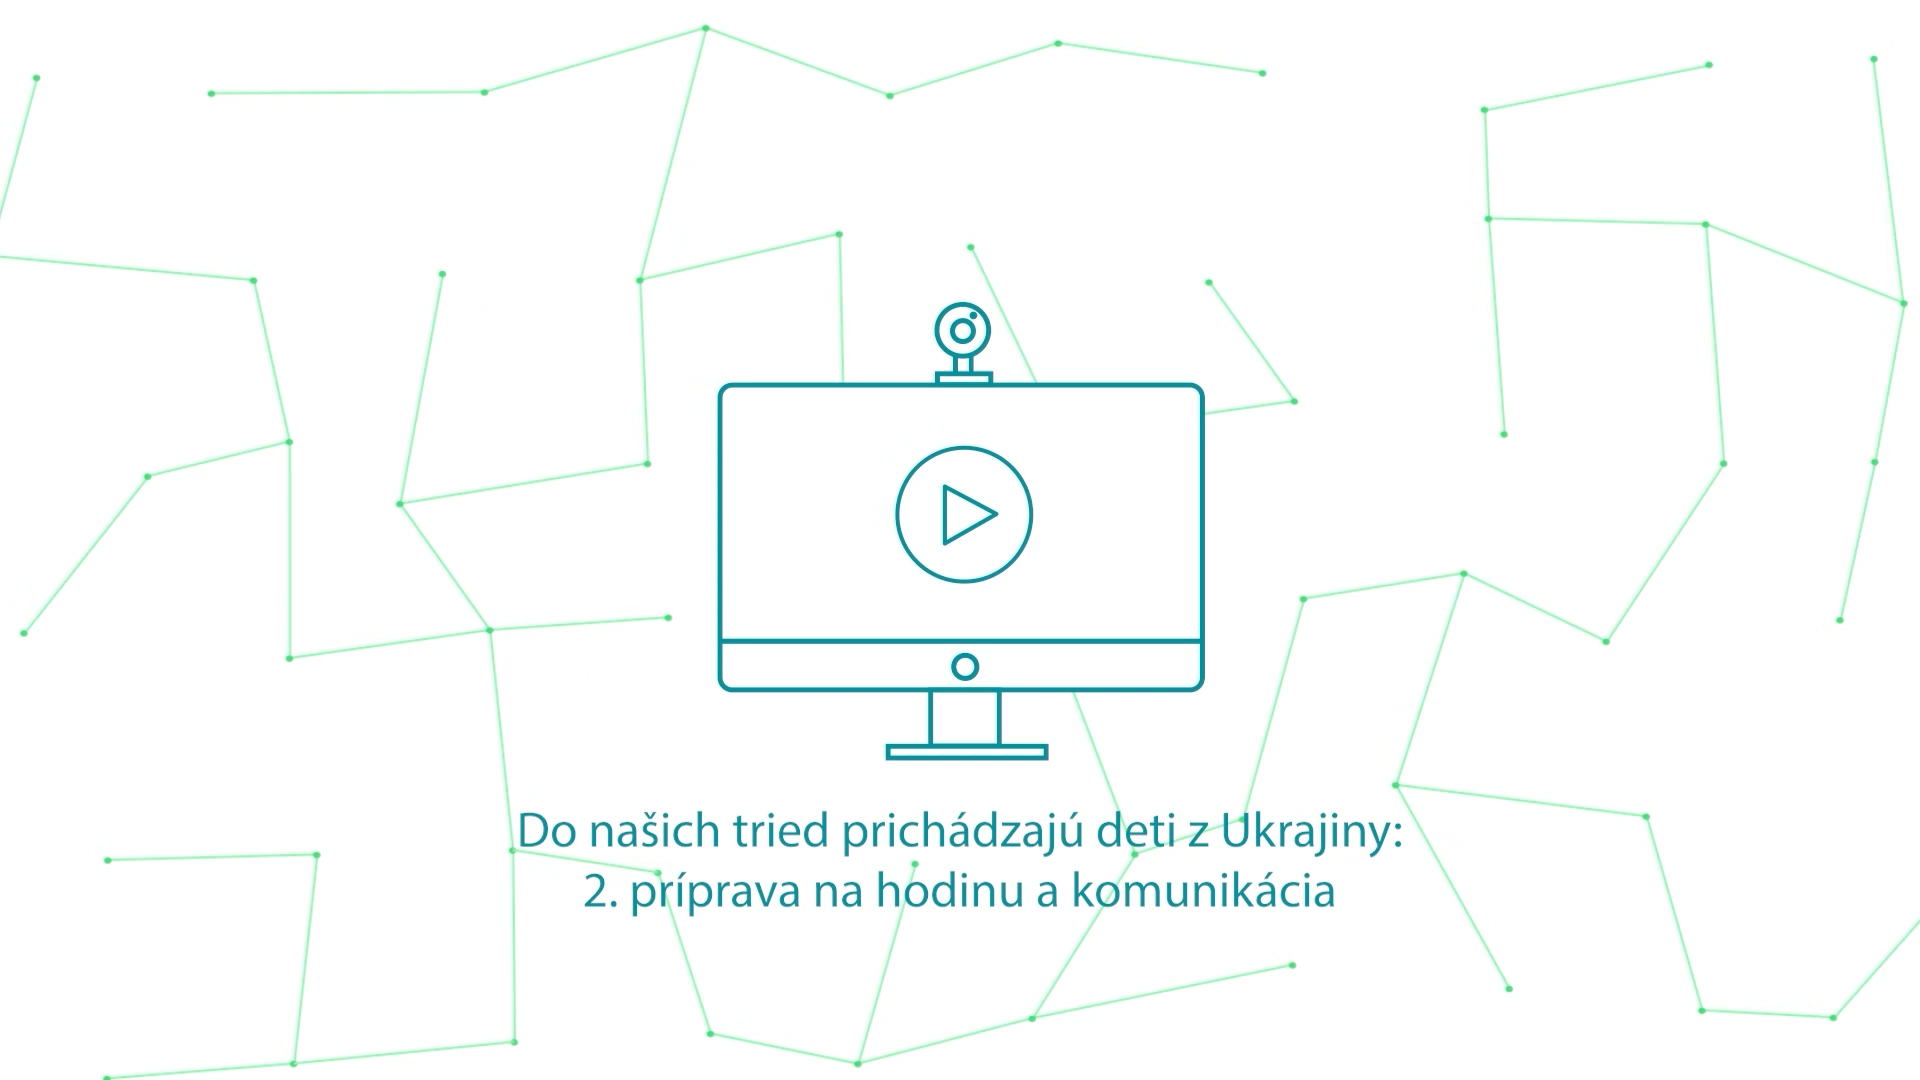 Do našich tried prichádzajú deti z Ukrajiny:
2. príprava na hodinu a komunikácia